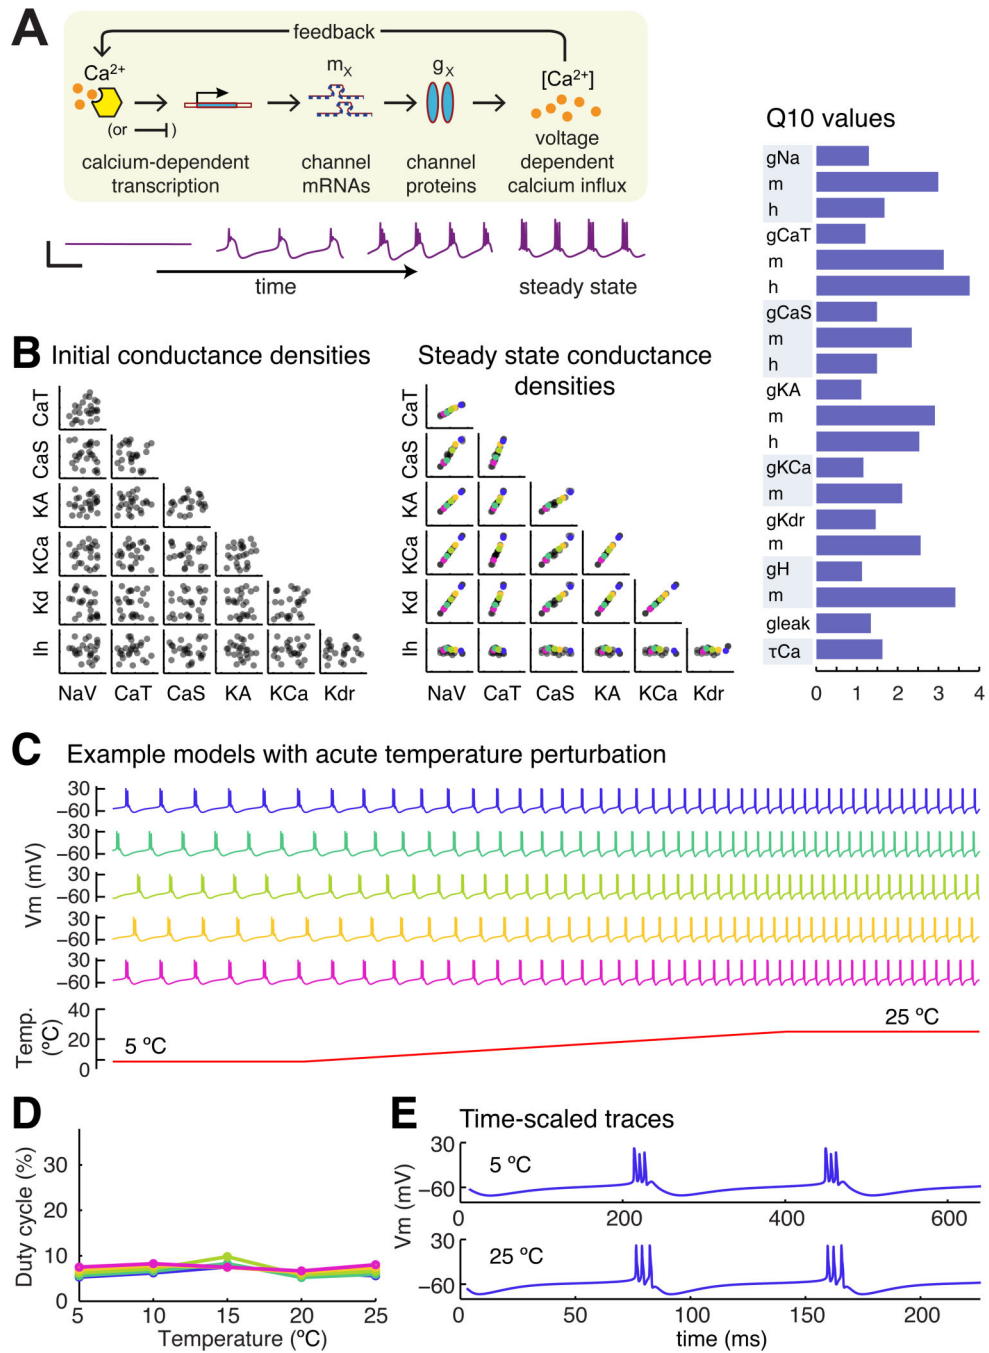 A
feedback
Ca2+
mX
gX
[Ca2+]
(or ⊣)
calcium-dependent
transcription
channel
mRNAs
channel
proteins
voltage
dependent
calcium influx
time
steady state
Q10 values
gNa
m
h
gCaT
m
h
gCaS
m
h
gKA
m
h
gKCa
m
gKdr
m
gH
m
gleak
τCa
0 1 2 3 4
B
Initial conductance densities
CaT
CaS
KA
KCa
Kd
Ih
NaV CaT CaS KA KCa Kdr
Steady state conductance
densities
CaT
CaS
KA
KCa
Kd
Ih
NaV CaT CaS KA KCa Kdr
C
Example models with acute temperature perturbation
Vm (mV)
30
−60
30
−60
30
−60
30
−60
30
−60
Temp.
(ºC)
40
20
0
5 ºC
25 ºC
D
Duty cycle (%)
30
20
10
0
5 10 15 20 25
Temperature (ºC)
E
Time-scaled traces
Vm (mV)
30
−60
5 ºC
0 200 400 600
30
−60
25 ºC
0 50 100 150 200
time (ms)